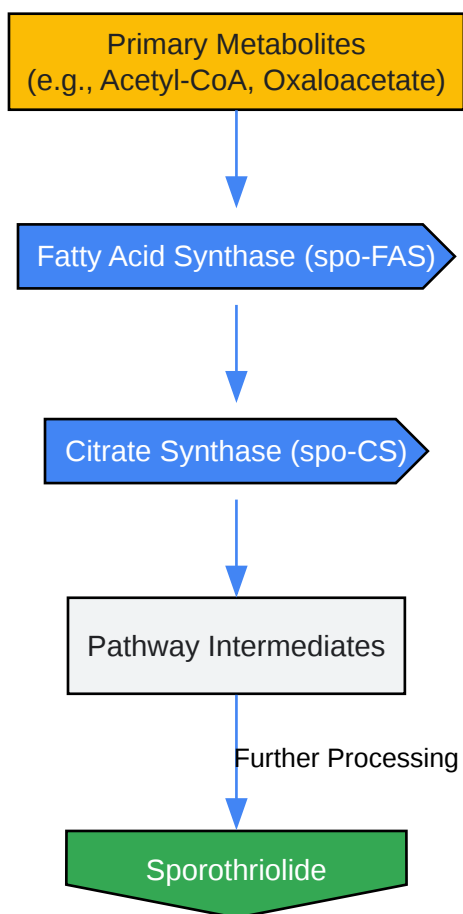 Primary Metabolites
(e.g., Acetyl-CoA, Oxaloacetate)
Fatty Acid Synthase (spo-FAS)
Citrate Synthase (spo-CS)
Pathway Intermediates
Further Processing
Sporothriolide